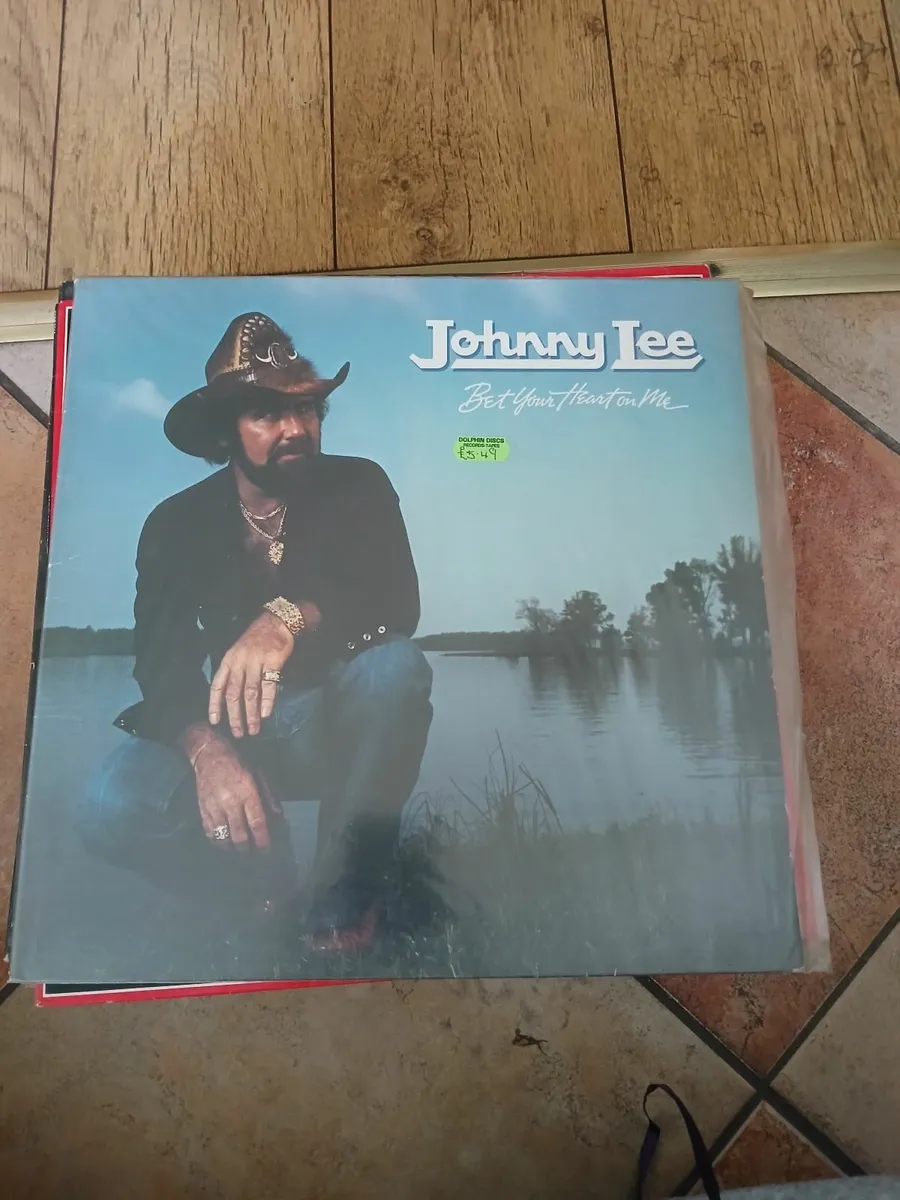 Johnny Lee
Bet Your Heart on Me
DOLPHIN DISCS
RECORDS·TAPES
£5·49